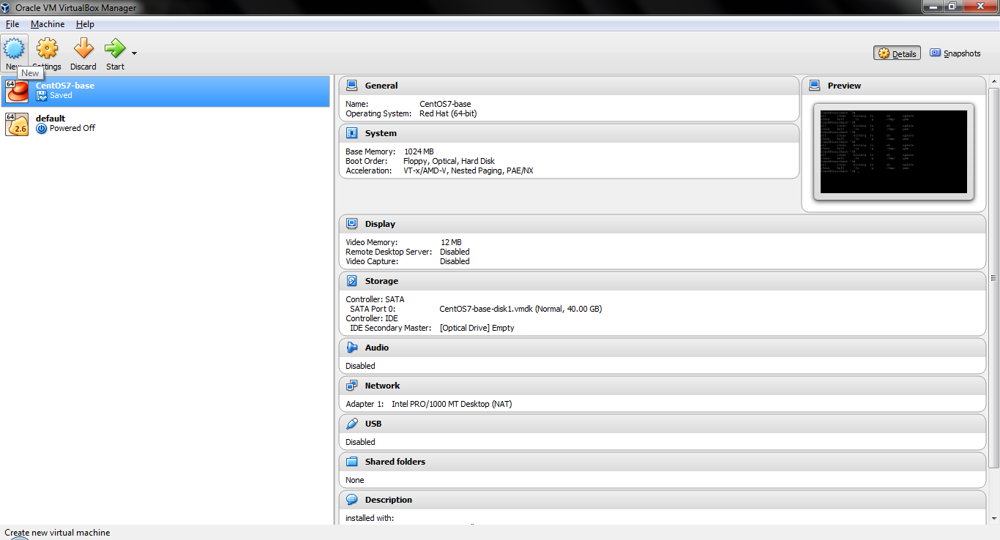 Oracle VM VirtualBox Manager
File Machine Help
New Settings Discard Start
Details Snapshots
New
64
CentOS7-base
Saved
64
2.6
default
Powered Off
General
Name: CentOS7-base
Operating System: Red Hat (64-bit)
System
Base Memory: 1024 MB
Boot Order: Floppy, Optical, Hard Disk
Acceleration: VT-x/AMD-V, Nested Paging, PAE/NX
Preview
Display
Video Memory: 12 MB
Remote Desktop Server: Disabled
Video Capture: Disabled
Storage
Controller: SATA
SATA Port 0: CentOS7-base-disk1.vmdk (Normal, 40.00 GB)
Controller: IDE
IDE Secondary Master: [Optical Drive] Empty
Audio
Disabled
Network
Adapter 1: Intel PRO/1000 MT Desktop (NAT)
USB
Disabled
Shared folders
None
Description
installed with:
Create new virtual machine